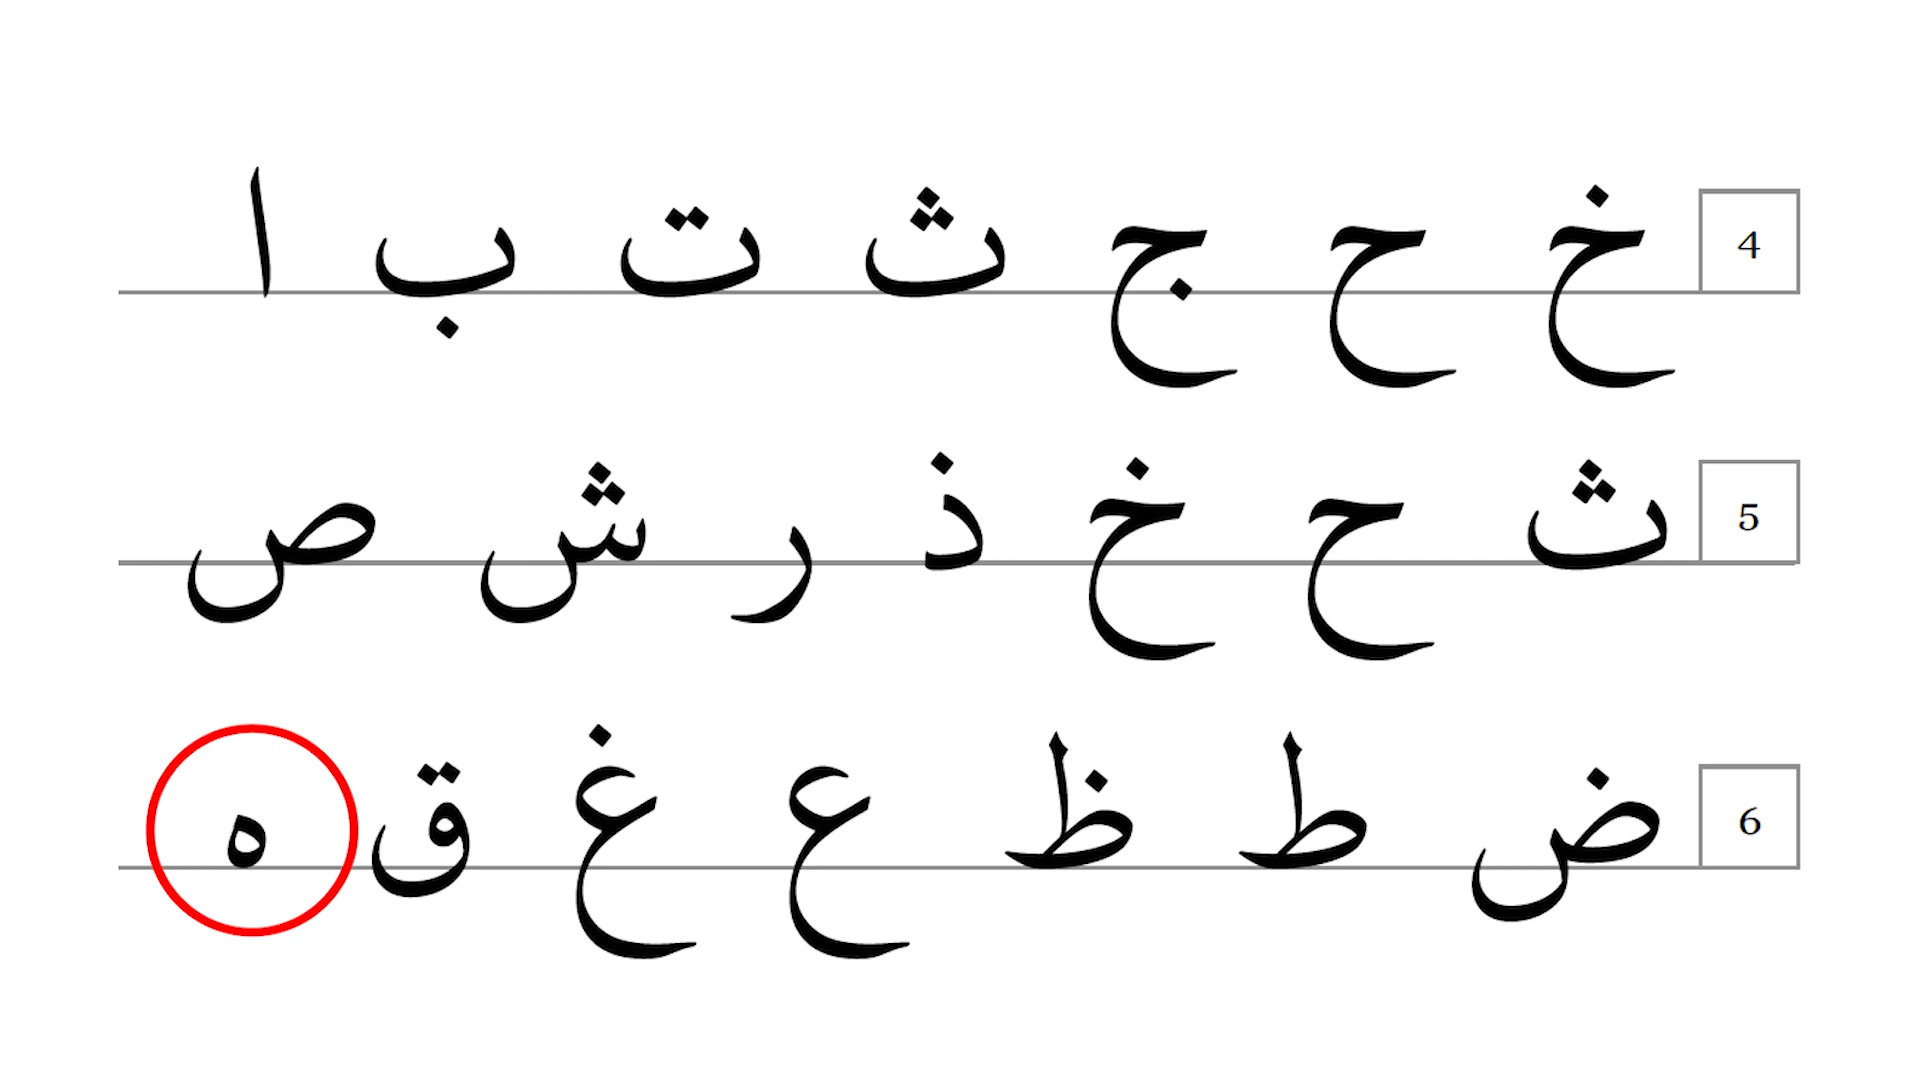 4 خ ح ج ث ت ب ا
5 ث ح خ ذ ر ش ص
6 ض ط ظ ع غ ق ه